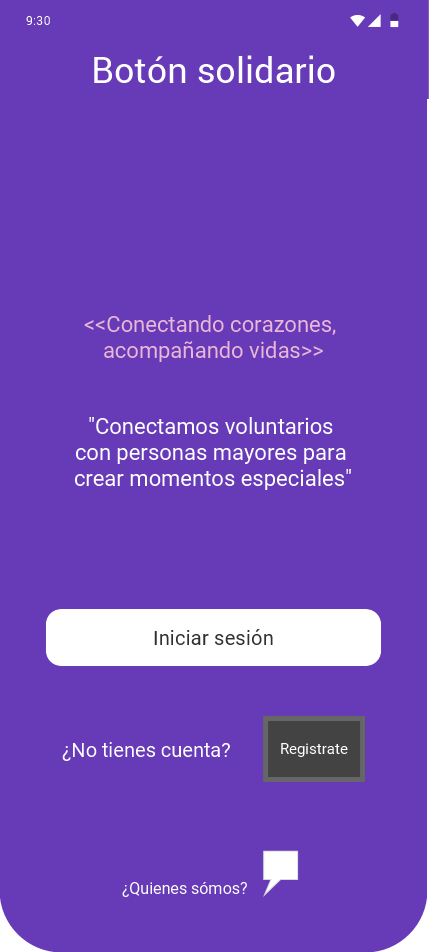 9:30
Botón solidario
<<Conectando corazones,
acompañando vidas>>
"Conectamos voluntarios
con personas mayores para
crear momentos especiales"
Iniciar sesión
¿No tienes cuenta?
Registrate
¿Quienes sómos?